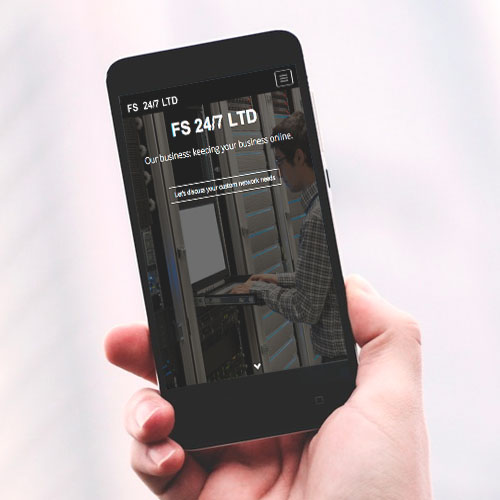 FS 24/7 LTD
FS 24/7 LTD
Our business: keeping your business online.
Let's discuss your custom network needs